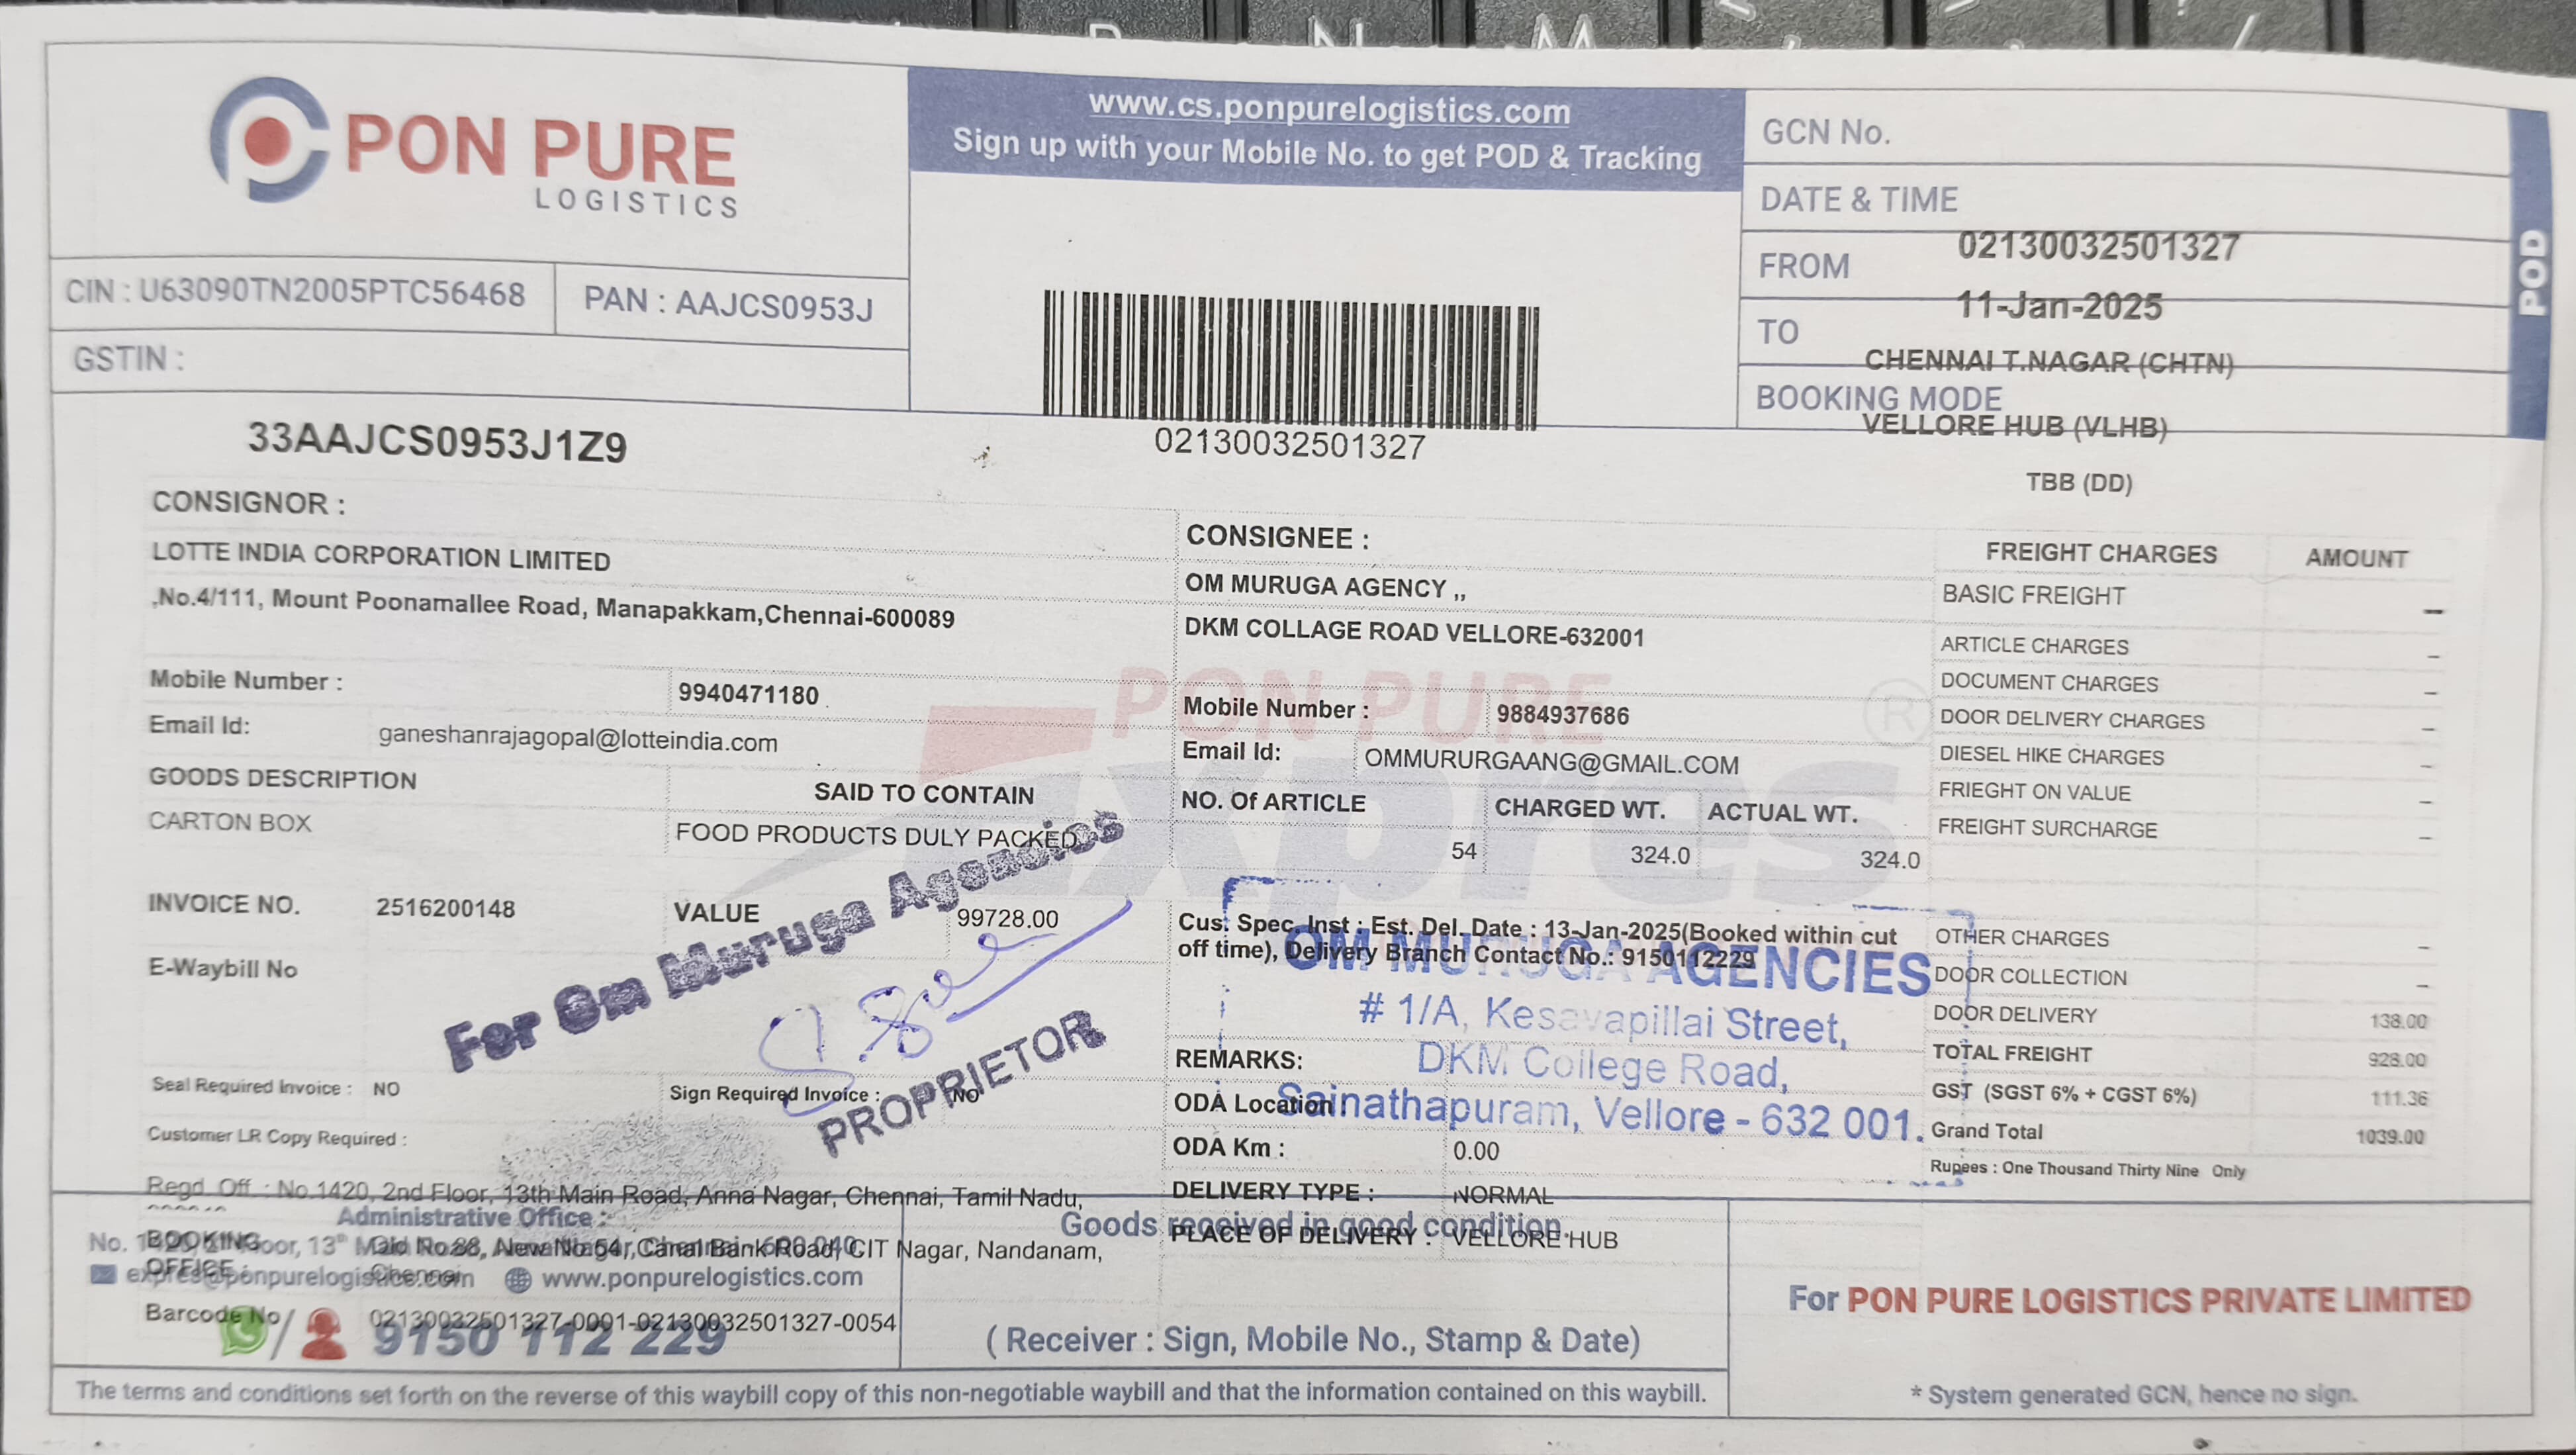 PON PURE
LOGISTICS
www.cs.ponpurelogistics.com
Sign up with your Mobile No. to get POD & Tracking
GCN No.
DATE & TIME
02130032501327
FROM
11-Jan-2025
TO
CHENNAI T.NAGAR (CHTN)
BOOKING MODE
VELLORE HUB (VLHB)
TBB (DD)
POD
CIN : U63090TN2005PTC56468
PAN : AAJCS0953J
GSTIN :
33AAJCS0953J1Z9
02130032501327
CONSIGNOR :
LOTTE INDIA CORPORATION LIMITED
,No.4/111, Mount Poonamallee Road, Manapakkam,Chennai-600089
Mobile Number : 9940471180
Email Id: ganeshanrajagopal@lotteindia.com
GOODS DESCRIPTION SAID TO CONTAIN
CARTON BOX FOOD PRODUCTS DULY PACKED
INVOICE NO. 2516200148 VALUE 99728.00
E-Waybill No
Seal Required Invoice : NO Sign Required Invoice : NO
Customer LR Copy Required :
For Om Muruga Agencies
PROPRIETOR
CONSIGNEE :
OM MURUGA AGENCY ,,
DKM COLLAGE ROAD VELLORE-632001
Mobile Number : 9884937686
Email Id: OMMURURGAANG@GMAIL.COM
NO. Of ARTICLE CHARGED WT. ACTUAL WT.
54 324.0 324.0
PON PURE
Expres
®
Cus. Spec. Inst : Est. Del. Date : 13-Jan-2025(Booked within cut
off time), Delivery Branch Contact No.: 9150112229
OM MURUGA AGENCIES
# 1/A, Kesavapillai Street,
DKM College Road,
Sainathapuram, Vellore - 632 001.
REMARKS:
ODA Location
ODA Km : 0.00
DELIVERY TYPE : NORMAL
PLACE OF DELIVERY : VELLORE HUB
FREIGHT CHARGES AMOUNT
BASIC FREIGHT –
ARTICLE CHARGES –
DOCUMENT CHARGES –
DOOR DELIVERY CHARGES –
DIESEL HIKE CHARGES –
FRIEGHT ON VALUE –
FREIGHT SURCHARGE –
OTHER CHARGES –
DOOR COLLECTION –
DOOR DELIVERY 138.00
TOTAL FREIGHT 928.00
GST (SGST 6% + CGST 6%) 111.36
Grand Total 1039.00
Rupees : One Thousand Thirty Nine Only
Regd. Off : No.1420, 2nd Floor, 13th Main Road, Anna Nagar, Chennai, Tamil Nadu,
Administrative Office :
BOOKING
OFFICE :
Old No.88, New No 54, Canal Bank Road, CIT Nagar, Nandanam,
Chennai
expres@ponpurelogistics.com www.ponpurelogistics.com
Barcode No 02130032501327-0001-02130032501327-0054
9150 112 229
Goods received in good condition.
( Receiver : Sign, Mobile No., Stamp & Date)
For PON PURE LOGISTICS PRIVATE LIMITED
The terms and conditions set forth on the reverse of this waybill copy of this non-negotiable waybill and that the information contained on this waybill.
* System generated GCN, hence no sign.